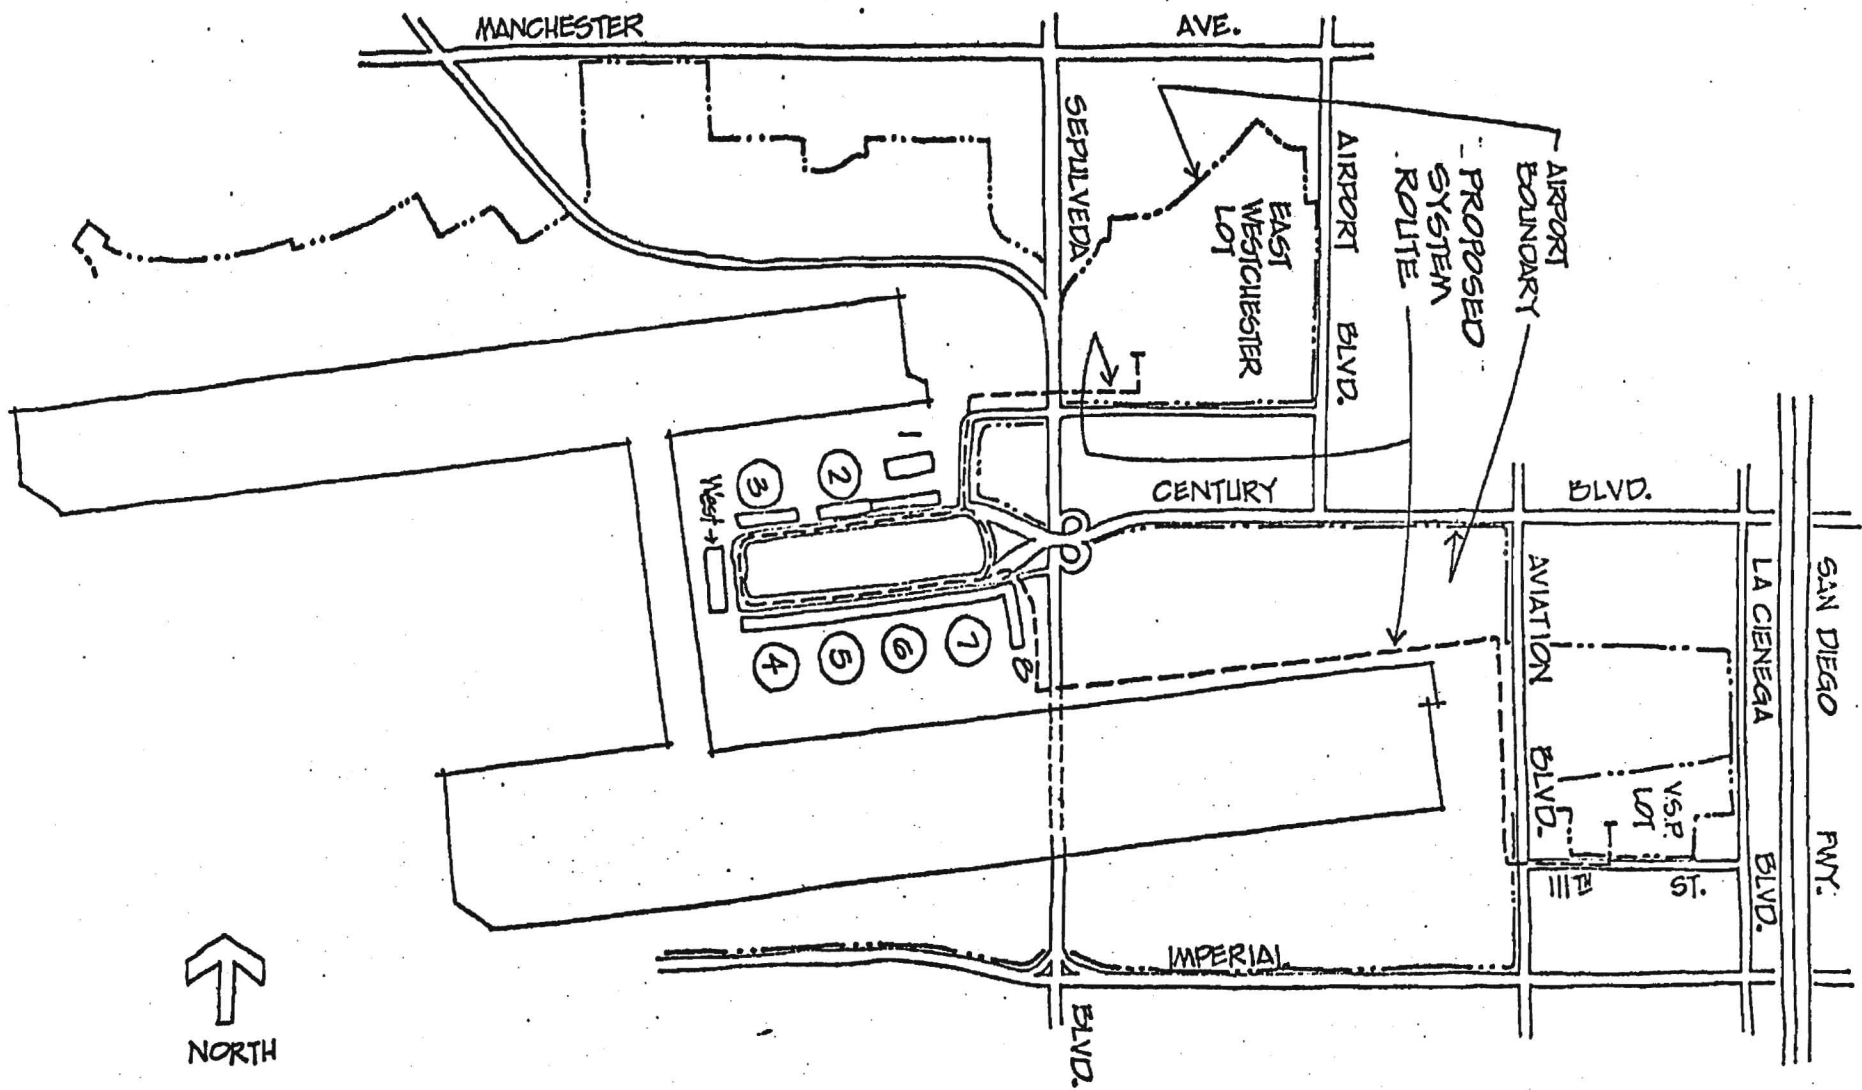 MANCHESTER AVE.
SEPULVEDA
BLVD.
AIRPORT BLVD.
EAST
WESTCHESTER
LOT
PROPOSED
SYSTEM
ROUTE
AIRPORT
BOUNDARY
CENTURY BLVD.
1
2
3
West
4
5
6
7
8
AVIATION BLVD.
LA CIENEGA BLVD.
SAN DIEGO FWY.
V.S.P.
LOT
111TH ST.
IMPERIAL
NORTH